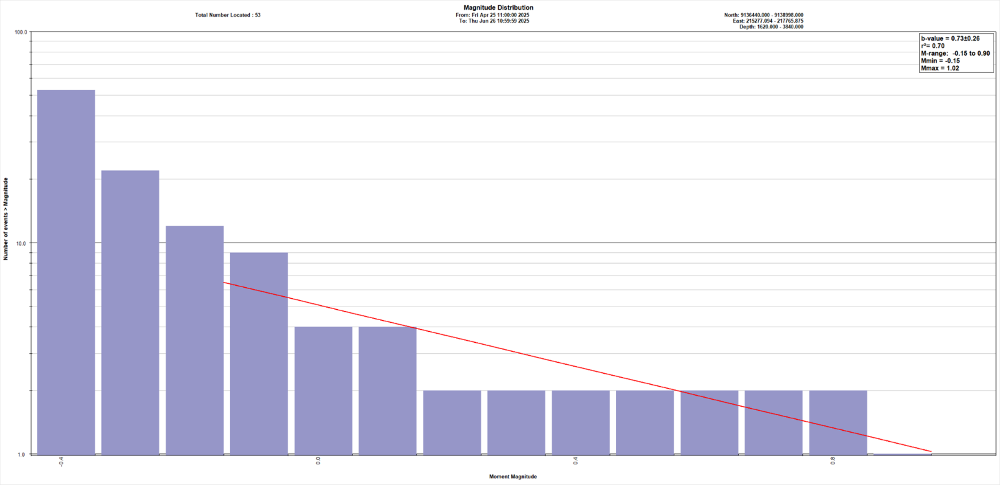 Magnitude Distribution
Total Number Located : 53
From: Fri Apr 25 11:00:00 2025
To: Thu Jun 26 10:59:59 2025
North: 9136440.000 - 9138998.000
East: 215277.094 - 217765.875
Depth: 1620.000 - 3840.000
b-value = 0.73±0.26
r²= 0.70
M-range: -0.15 to 0.90
Mmin = -0.15
Mmax = 1.02
Number of events > Magnitude
100.0
10.0
1.0
-0.4
0.0
0.4
0.8
Moment Magnitude